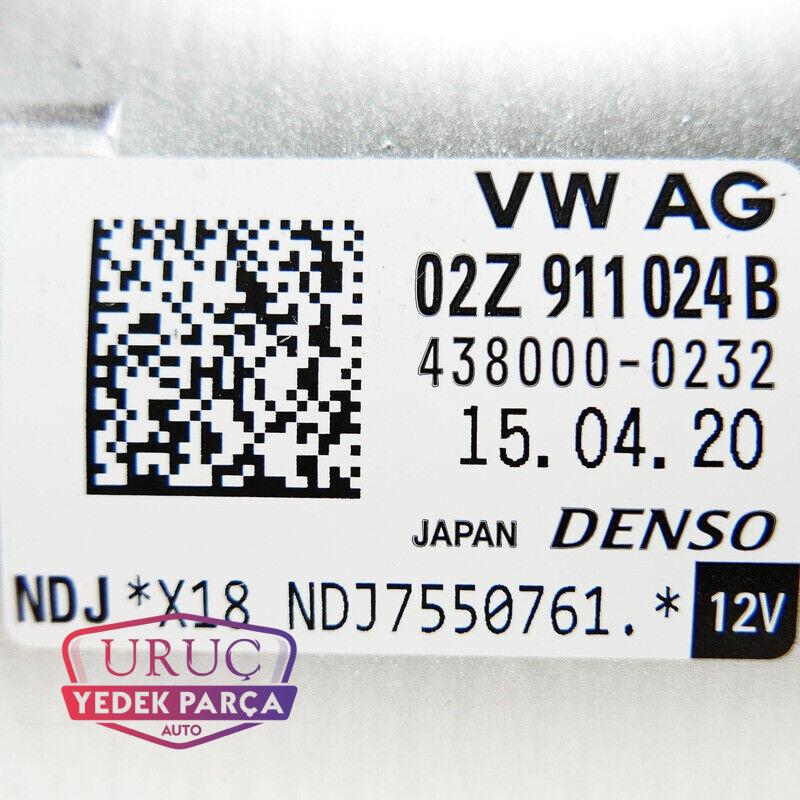 VW AG
02Z 911 024 B
438000-0232
15.04.20
JAPAN DENSO
NDJ *X18 NDJ7550761.* 12V
URUÇ
YEDEK PARÇA
AUTO